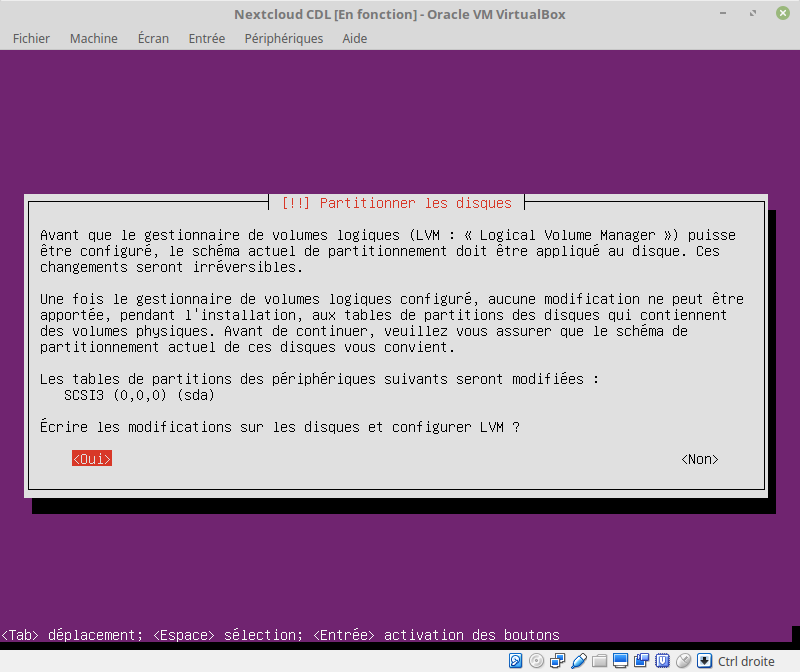 Nextcloud CDL [En fonction] - Oracle VM VirtualBox
Fichier Machine Écran Entrée Périphériques Aide
[!!] Partitionner les disques
Avant que le gestionnaire de volumes logiques (LVM : « Logical Volume Manager ») puisse
être configuré, le schéma actuel de partitionnement doit être appliqué au disque. Ces
changements seront irréversibles.
Une fois le gestionnaire de volumes logiques configuré, aucune modification ne peut être
apportée, pendant l'installation, aux tables de partitions des disques qui contiennent
des volumes physiques. Avant de continuer, veuillez vous assurer que le schéma de
partitionnement actuel de ces disques vous convient.
Les tables de partitions des périphériques suivants seront modifiées :
SCSI3 (0,0,0) (sda)
Écrire les modifications sur les disques et configurer LVM ?
<Oui> <Non>
<Tab> déplacement; <Espace> sélection; <Entrée> activation des boutons
Ctrl droite